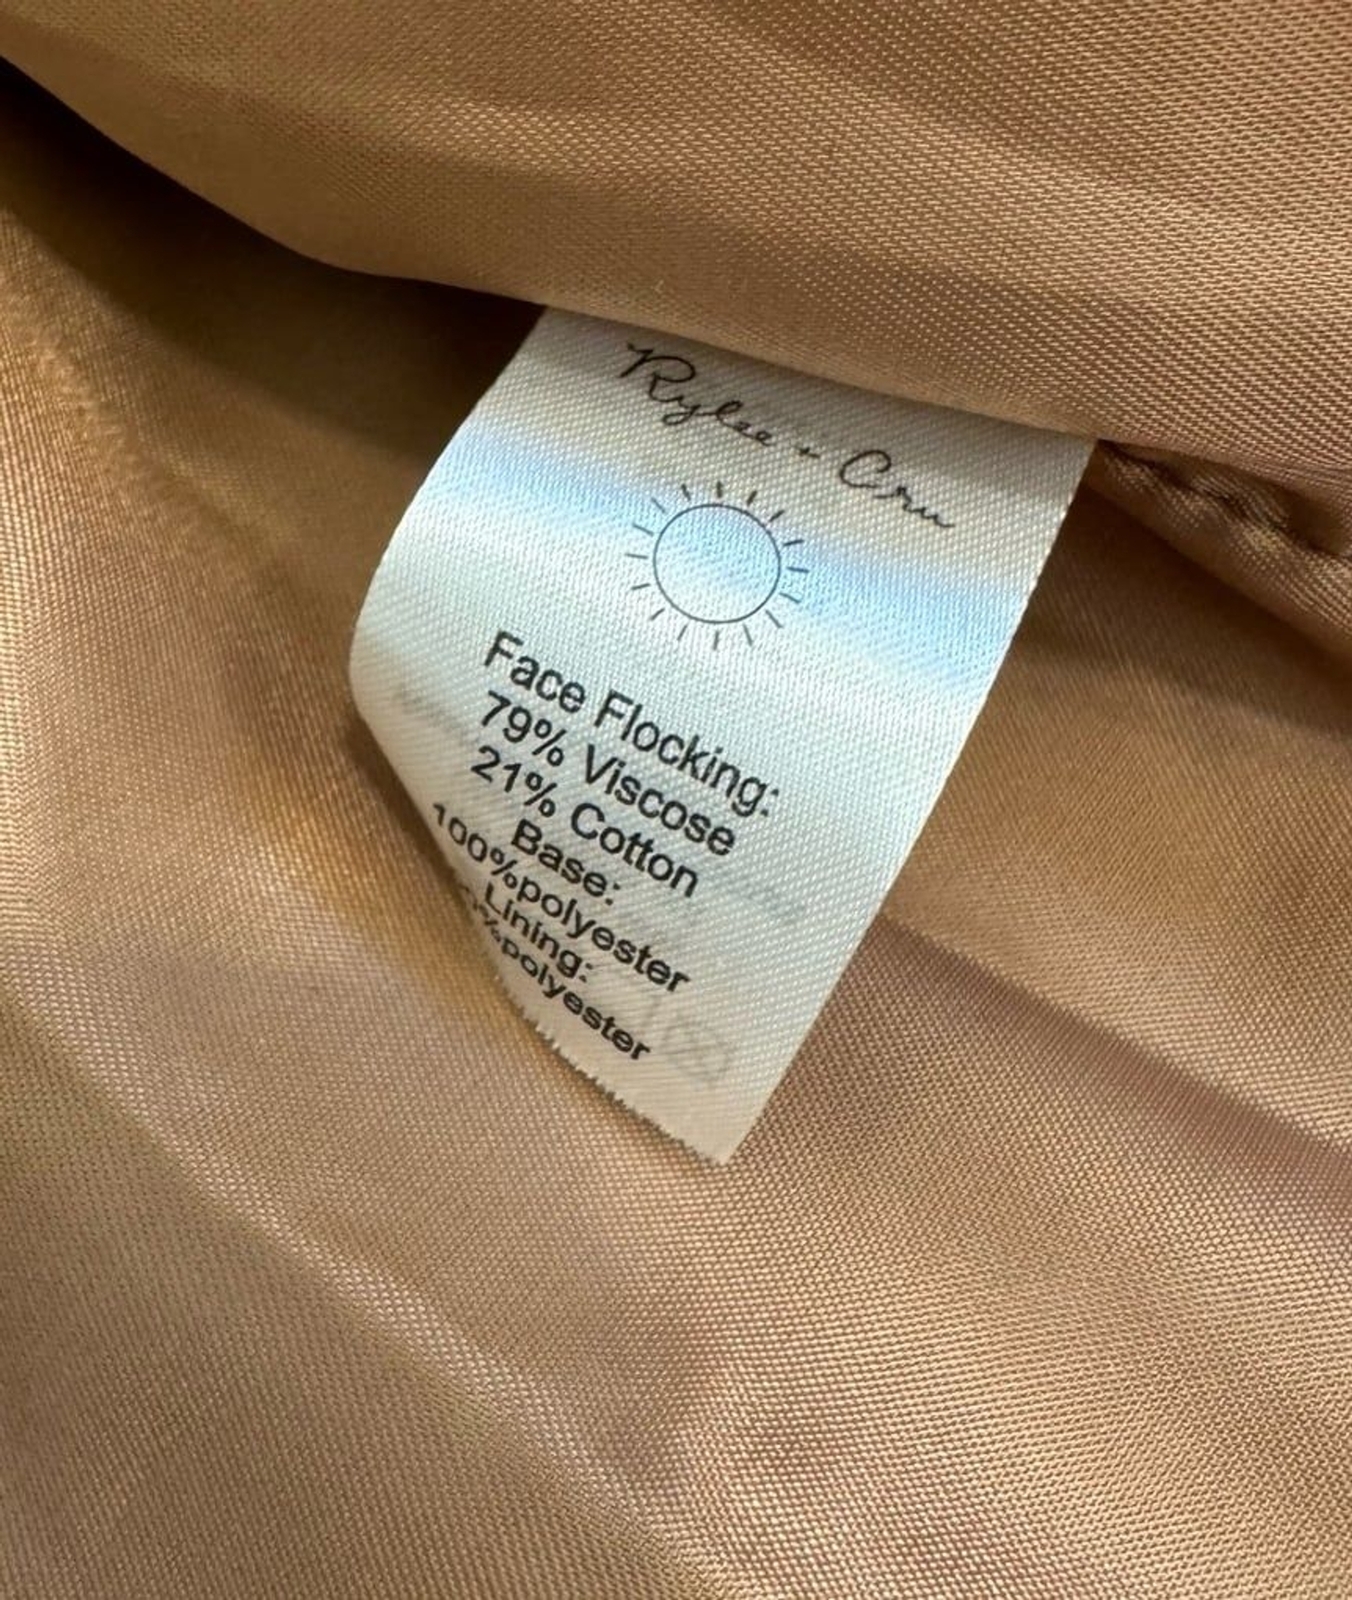 Rylee + Cru
Face Flocking:
79% Viscose
21% Cotton
Base:
100%polyester
Lining:
%polyester